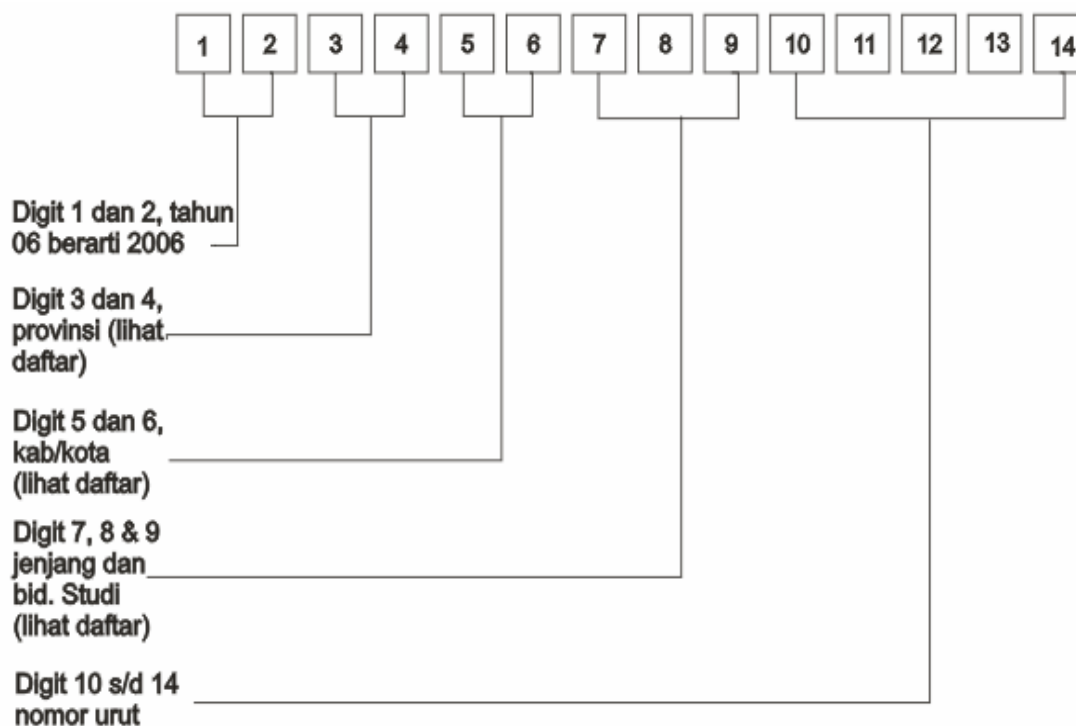 1 2 3 4 5 6 7 8 9 10 11 12 13 14
Digit 1 dan 2, tahun
06 berarti 2006
Digit 3 dan 4,
provinsi (lihat
daftar)
Digit 5 dan 6,
kab/kota
(lihat daftar)
Digit 7, 8 & 9
jenjang dan
bid. Studi
(lihat daftar)
Digit 10 s/d 14
nomor urut